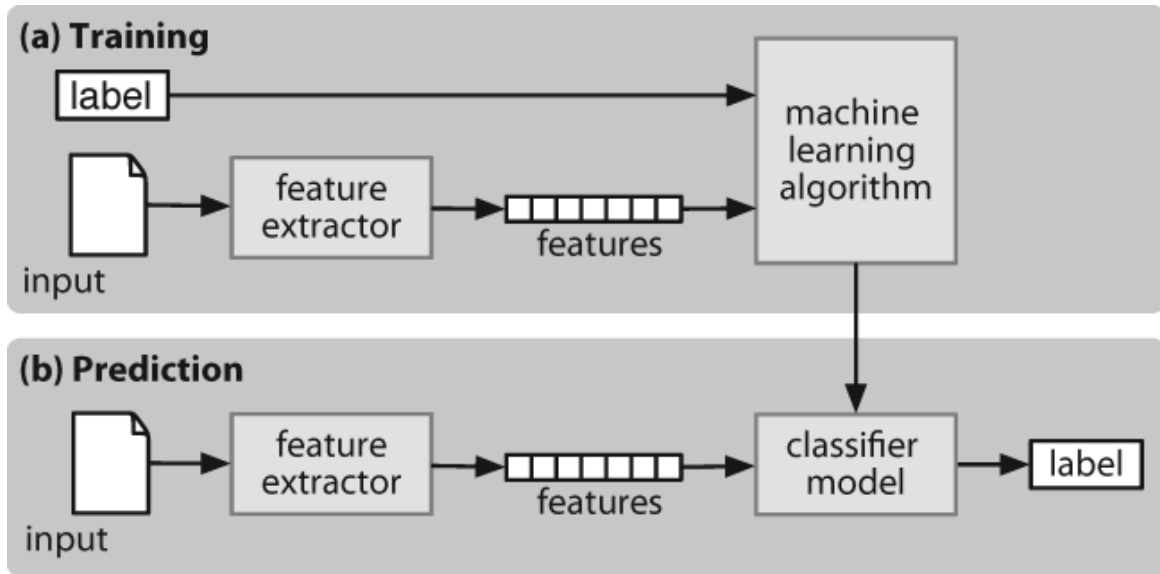 (a) Training
label
machine
learning
algorithm
feature
extractor
features
input
(b) Prediction
feature
extractor
features
classifier
model
label
input